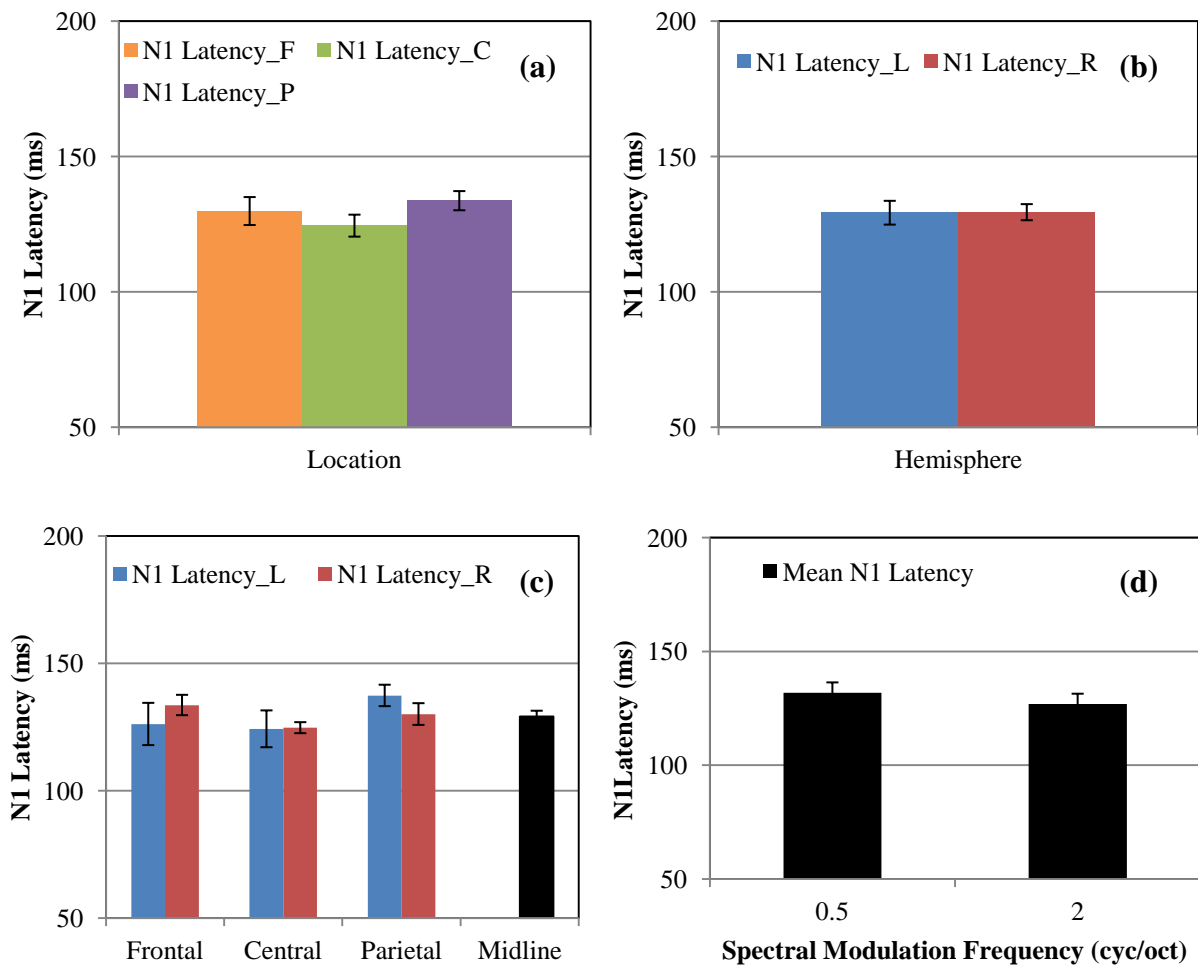 200
150
100
50
N1 Latency (ms)
N1 Latency_F
N1 Latency_C
N1 Latency_P
(a)
Location
200
150
100
50
N1 Latency (ms)
N1 Latency_L
N1 Latency_R
(b)
Hemisphere
200
150
100
50
N1 Latency (ms)
N1 Latency_L
N1 Latency_R
(c)
Frontal
Central
Parietal
Midline
200
150
100
50
N1Latency (ms)
Mean N1 Latency
(d)
0.5
2
Spectral Modulation Frequency (cyc/oct)